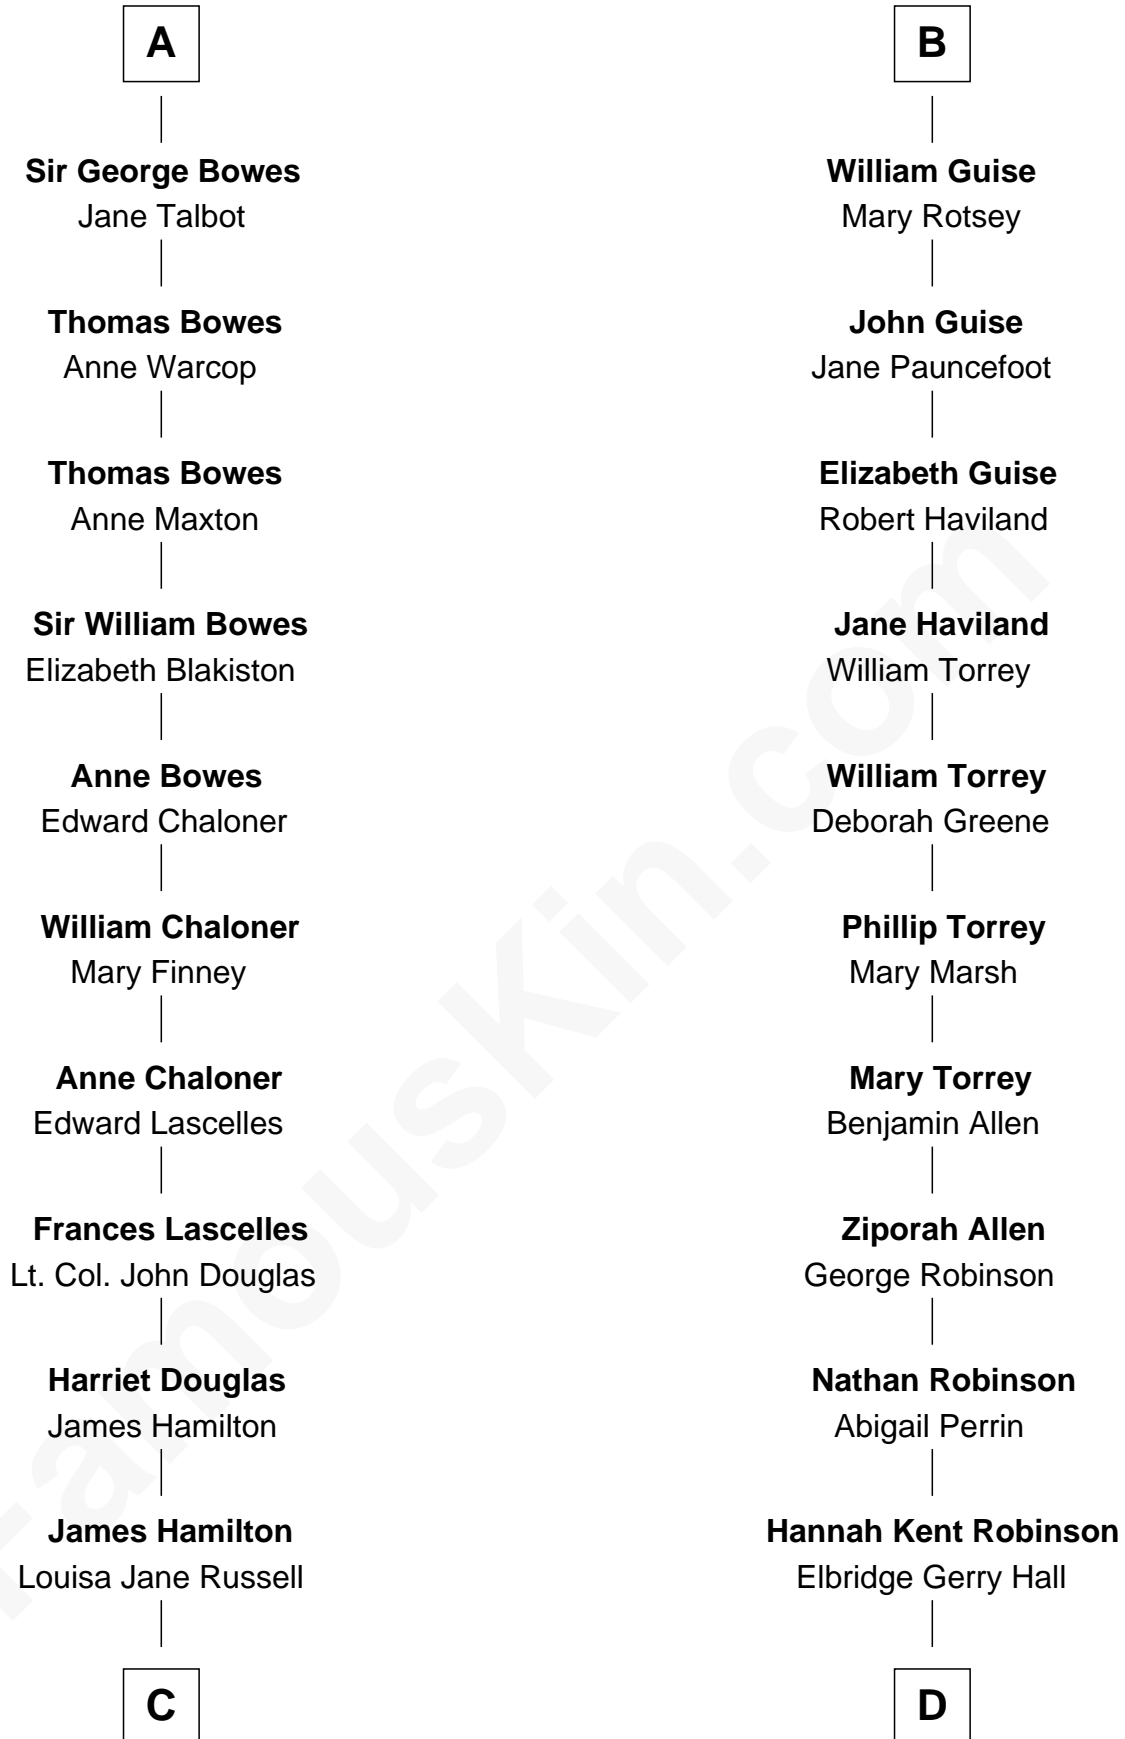 A
Sir George Bowes
Jane Talbot
Thomas Bowes
Anne Warcop
Thomas Bowes
Anne Maxton
Sir William Bowes
Elizabeth Blakiston
Anne Bowes
Edward Chaloner
William Chaloner
Mary Finney
Anne Chaloner
Edward Lascelles
Frances Lascelles
Lt. Col. John Douglas
Harriet Douglas
James Hamilton
James Hamilton
Louisa Jane Russell
C
B
William Guise
Mary Rotsey
John Guise
Jane Pauncefoot
Elizabeth Guise
Robert Haviland
Jane Haviland
William Torrey
William Torrey
Deborah Greene
Phillip Torrey
Mary Marsh
Mary Torrey
Benjamin Allen
Ziporah Allen
George Robinson
Nathan Robinson
Abigail Perrin
Hannah Kent Robinson
Elbridge Gerry Hall
D
FamousKin.com